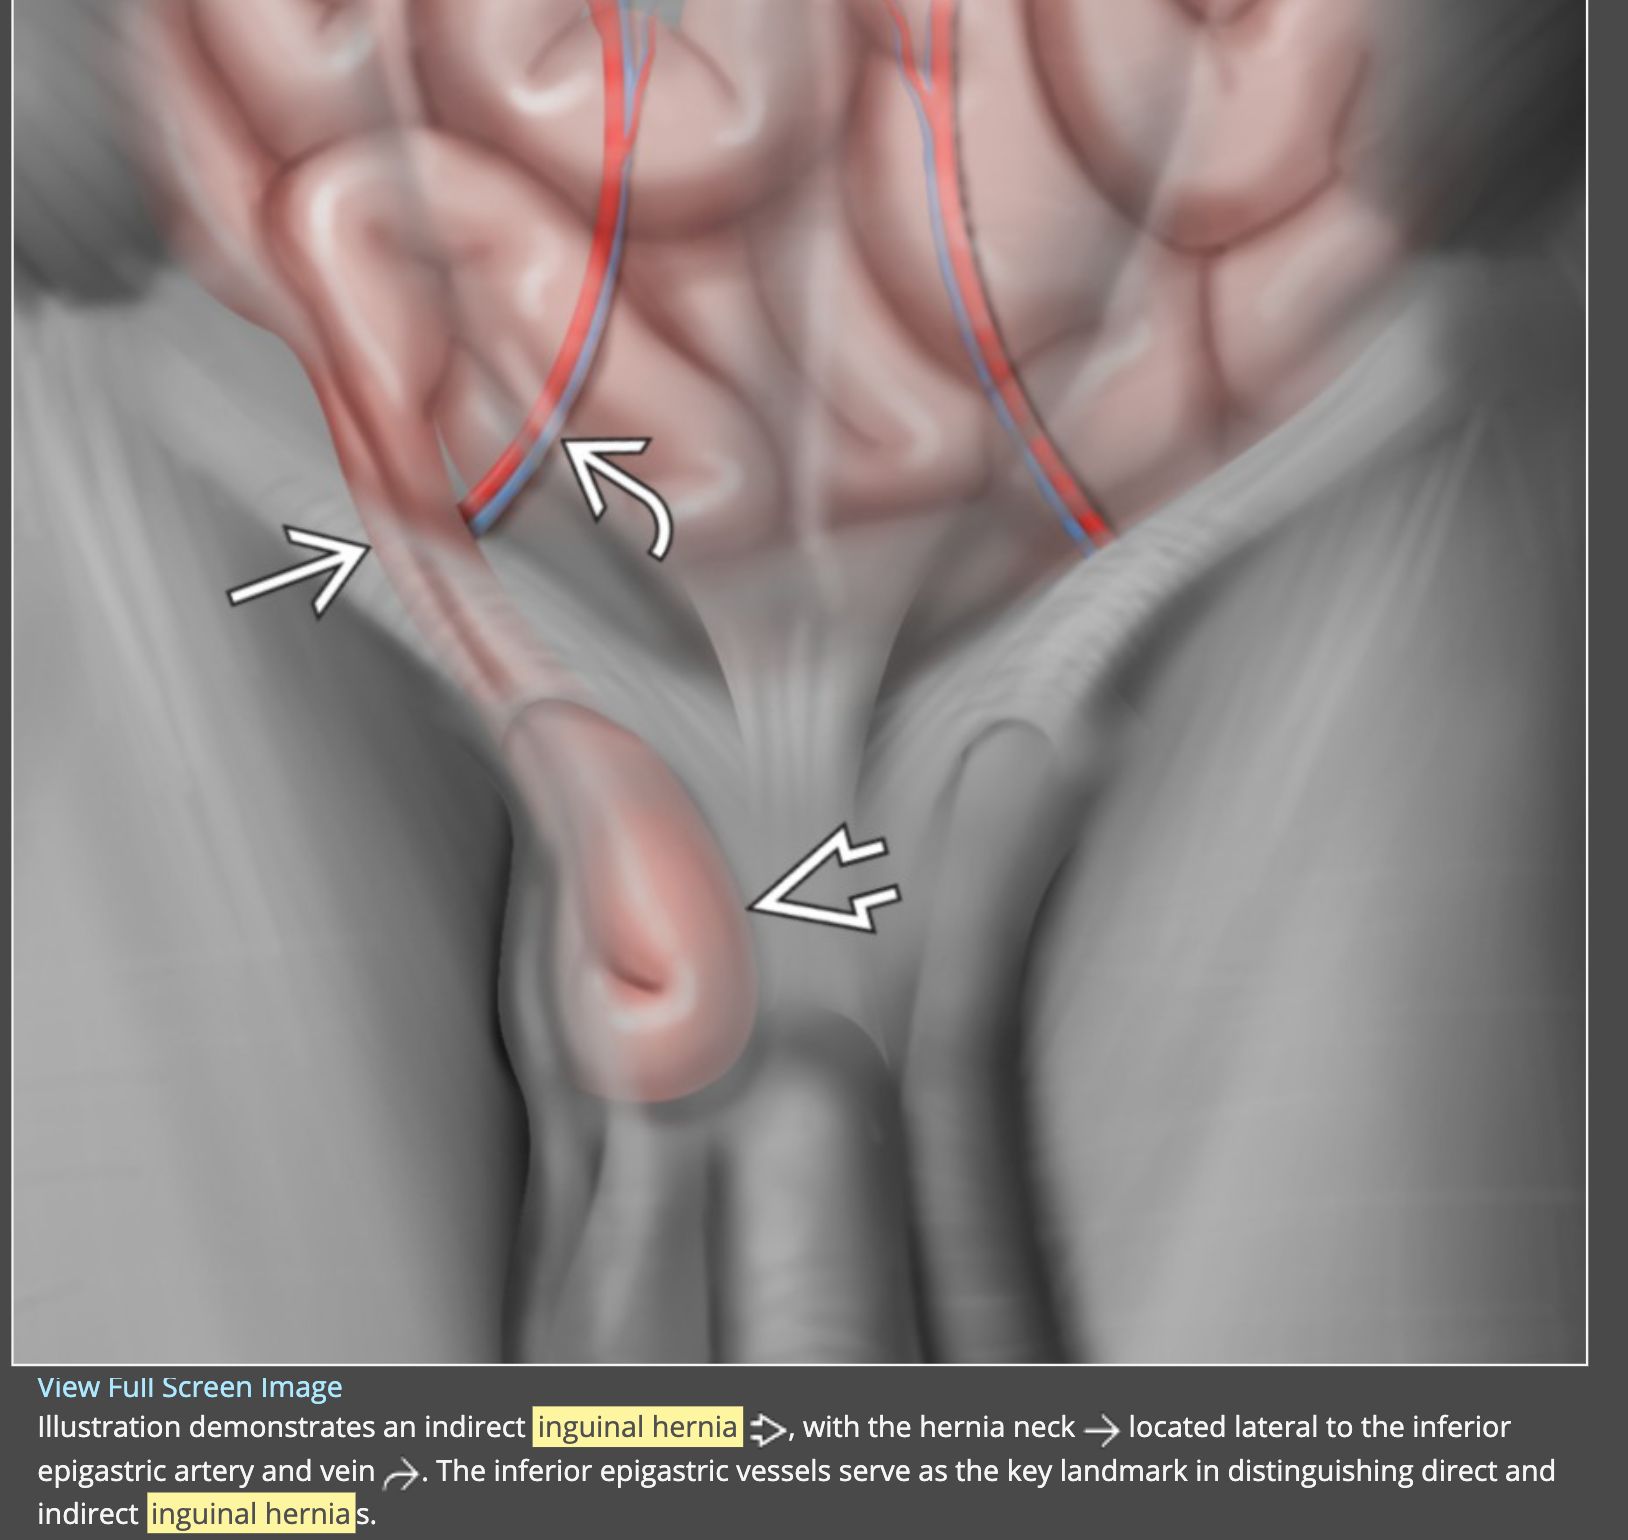 View Full Screen Image
Illustration demonstrates an indirect inguinal hernia , with the hernia neck located lateral to the inferior
epigastric artery and vein . The inferior epigastric vessels serve as the key landmark in distinguishing direct and
indirect inguinal hernias.